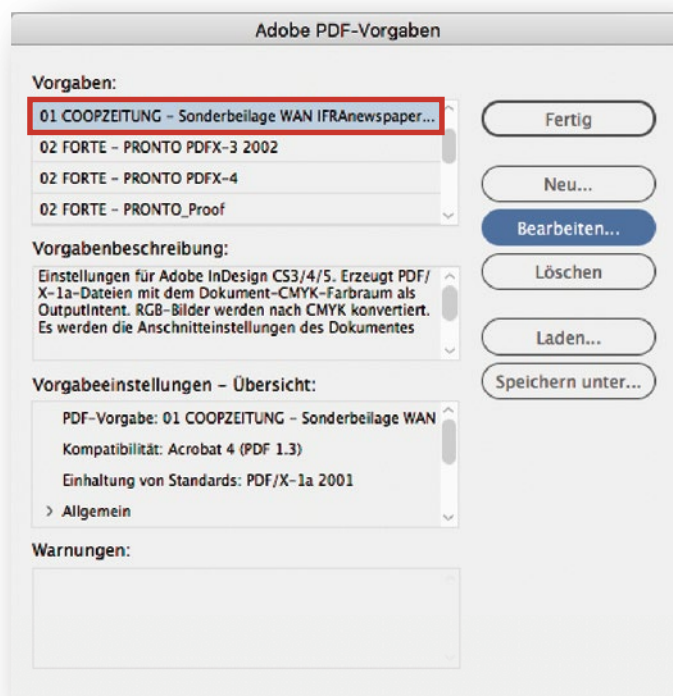 Adobe PDF-Vorgaben
Vorgaben:
01 COOPZEITUNG – Sonderbeilage WAN IFRAnewspaper...
02 FORTE – PRONTO PDFX-3 2002
02 FORTE – PRONTO PDFX-4
02 FORTE – PRONTO_Proof
Fertig
Neu...
Bearbeiten...
Löschen
Laden...
Speichern unter...
Vorgabenbeschreibung:
Einstellungen für Adobe InDesign CS3/4/5. Erzeugt PDF/
X-1a-Dateien mit dem Dokument-CMYK-Farbraum als
OutputIntent. RGB-Bilder werden nach CMYK konvertiert.
Es werden die Anschnitteinstellungen des Dokumentes
Vorgabeeinstellungen – Übersicht:
PDF-Vorgabe: 01 COOPZEITUNG – Sonderbeilage WAN
Kompatibilität: Acrobat 4 (PDF 1.3)
Einhaltung von Standards: PDF/X-1a 2001
> Allgemein
Warnungen: